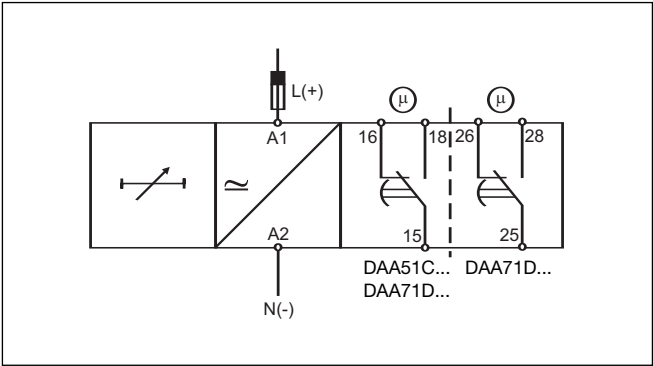 L(+)
μ μ
A1 16 18 26 28
≃
A2 15 25
DAA51C... DAA71D...
DAA71D...
N(-)